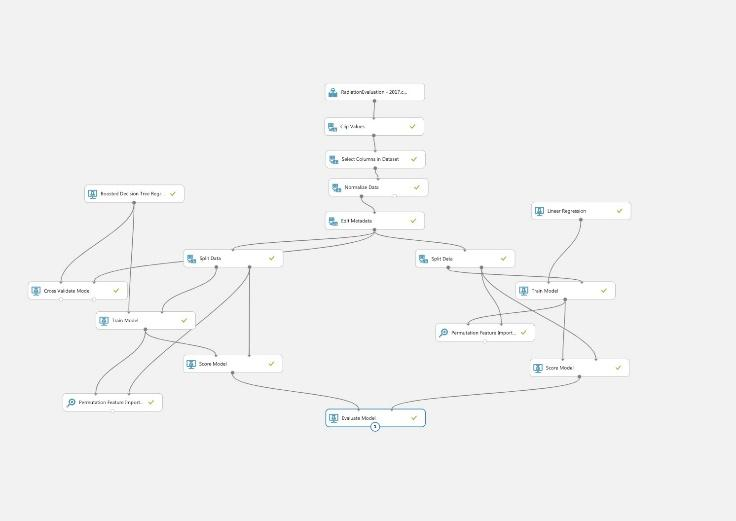 RadiationEvaluation - 2017.c...
Clip Values
Select Columns in Dataset
Normalize Data
Boosted Decision Tree Regr...
Linear Regression
Edit Metadata
Split Data
Split Data
Cross Validate Model
Train Model
Train Model
Permutation Feature Import...
Score Model
Score Model
Permutation Feature Import...
Evaluate Model